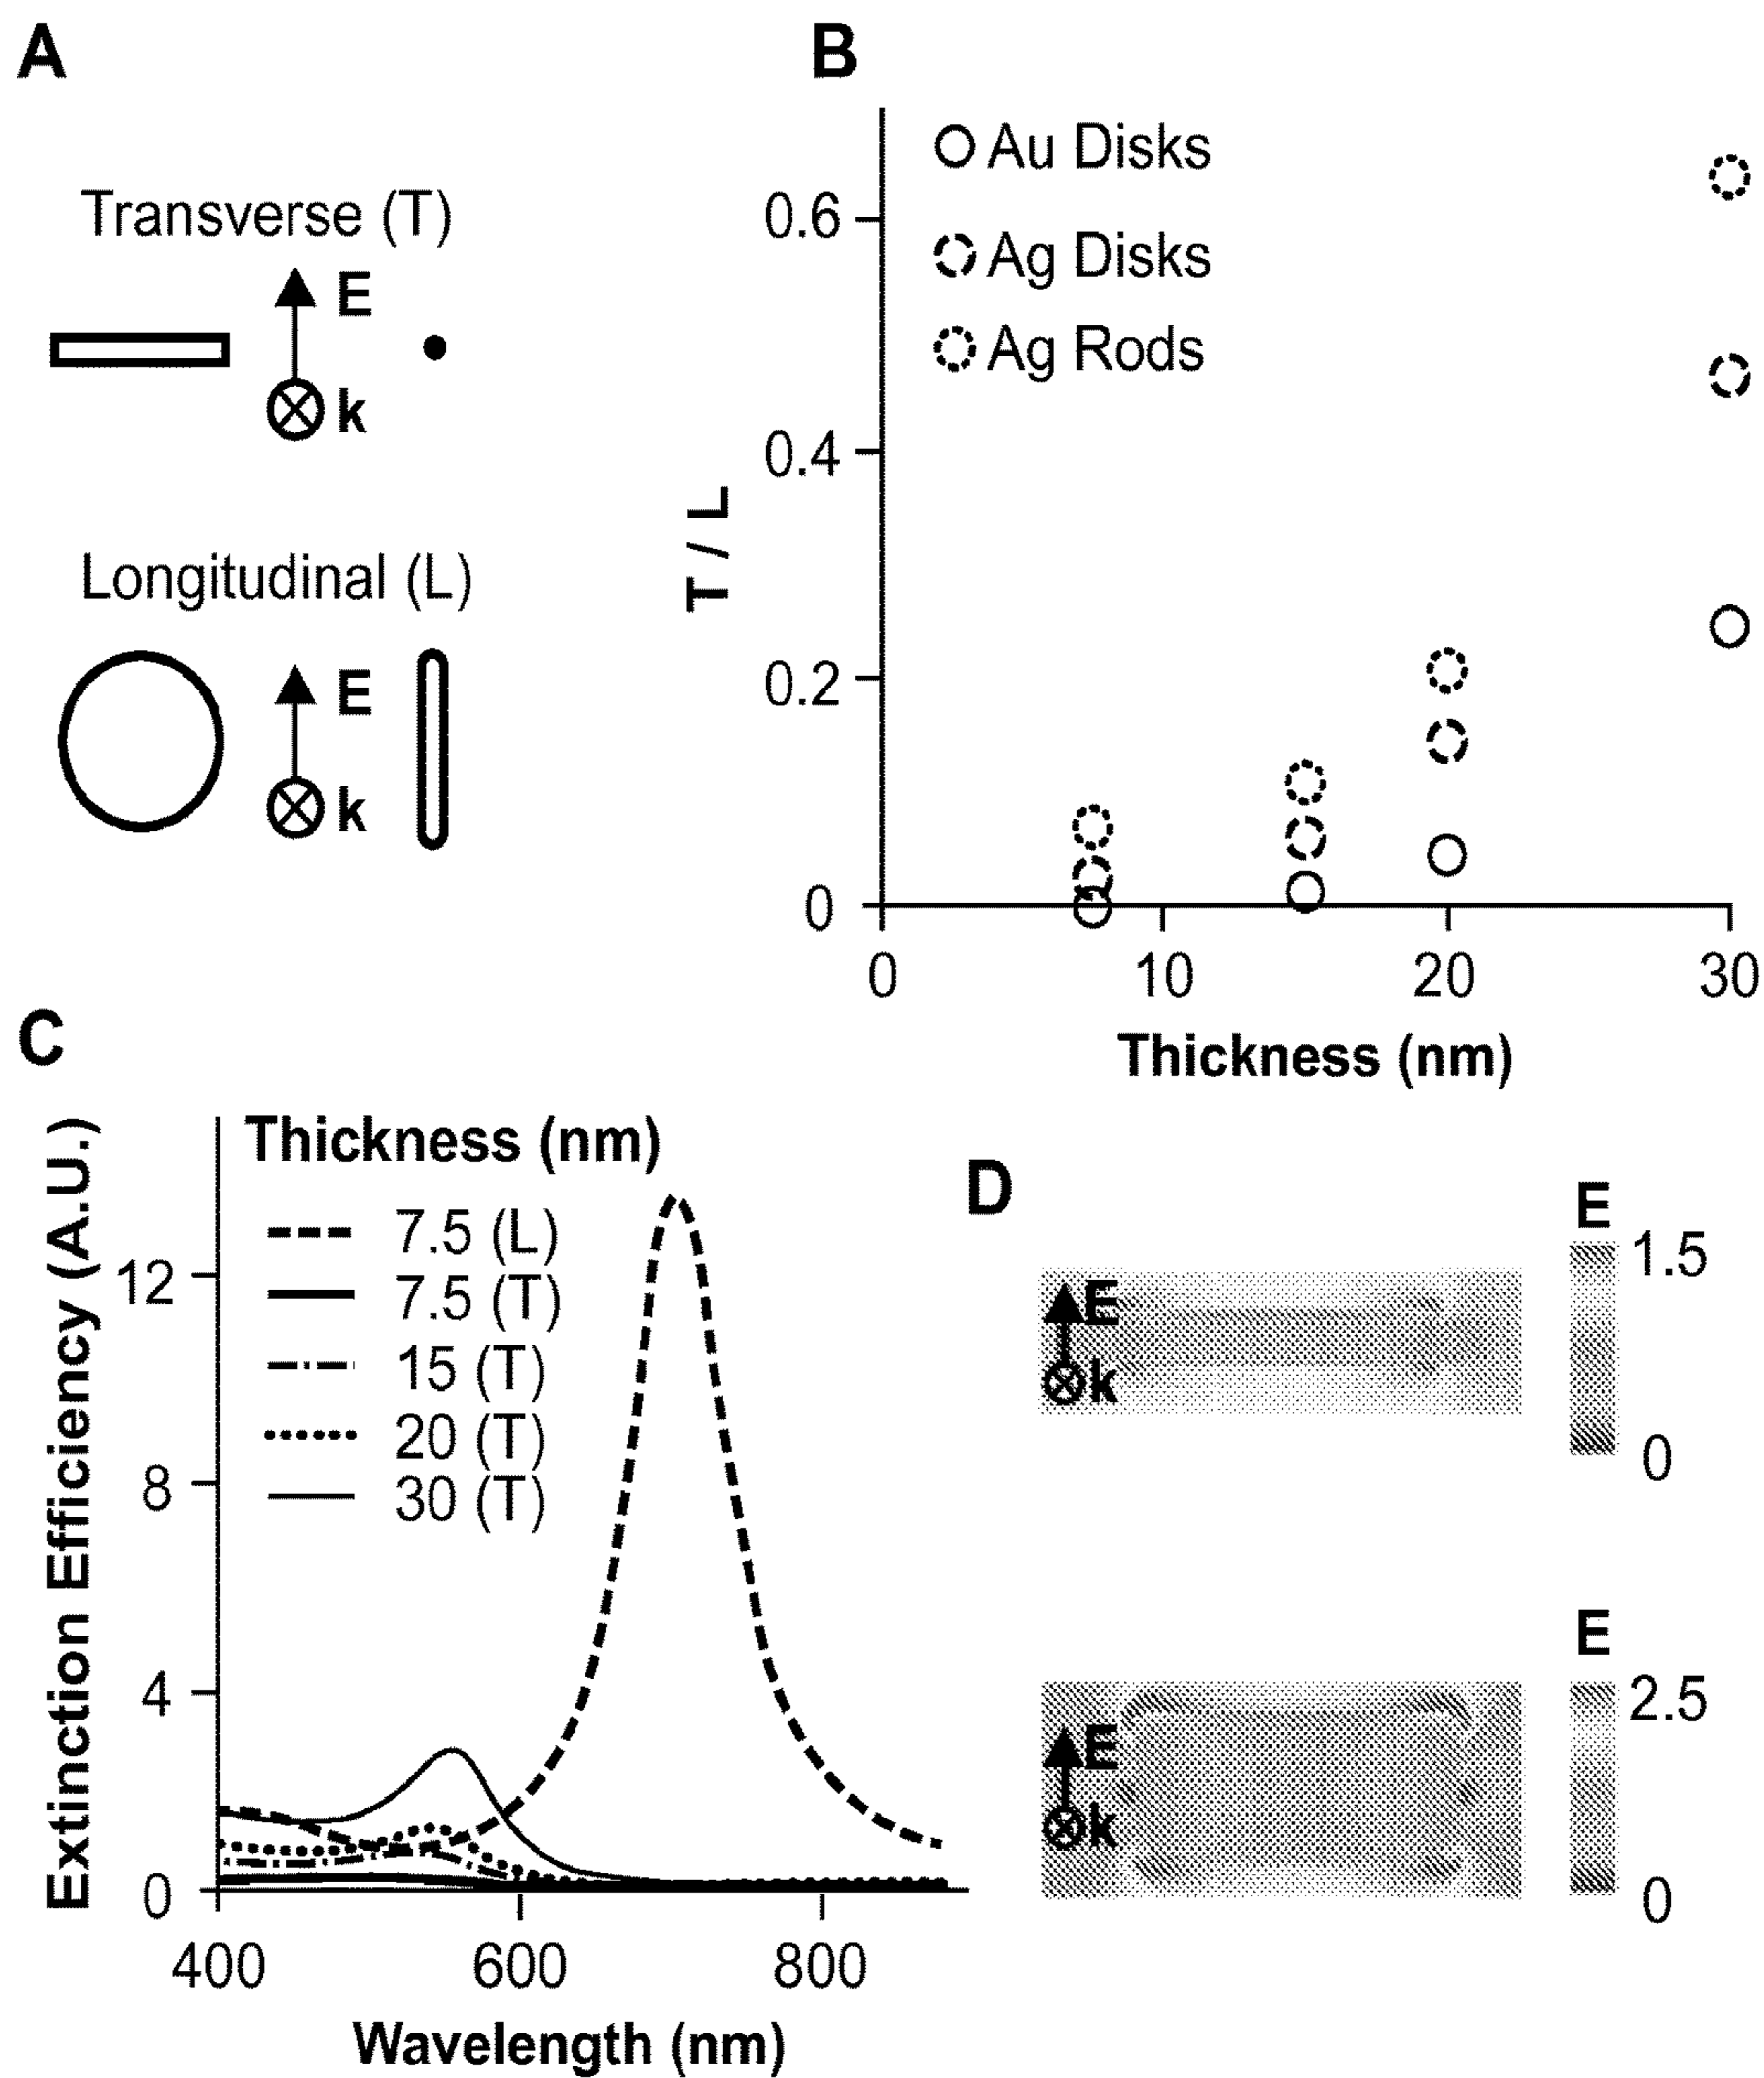 A
Transverse (T)
E
k
Longitudinal (L)
E
k
B
Au Disks
Ag Disks
Ag Rods
0.6
0.4
0.2
0
T / L
0
10
20
30
Thickness (nm)
C
Thickness (nm)
7.5 (L)
7.5 (T)
15 (T)
20 (T)
30 (T)
12
8
4
0
Extinction Efficiency (A.U.)
400
600
800
Wavelength (nm)
D
E
k
E
1.5
0
E
k
E
2.5
0